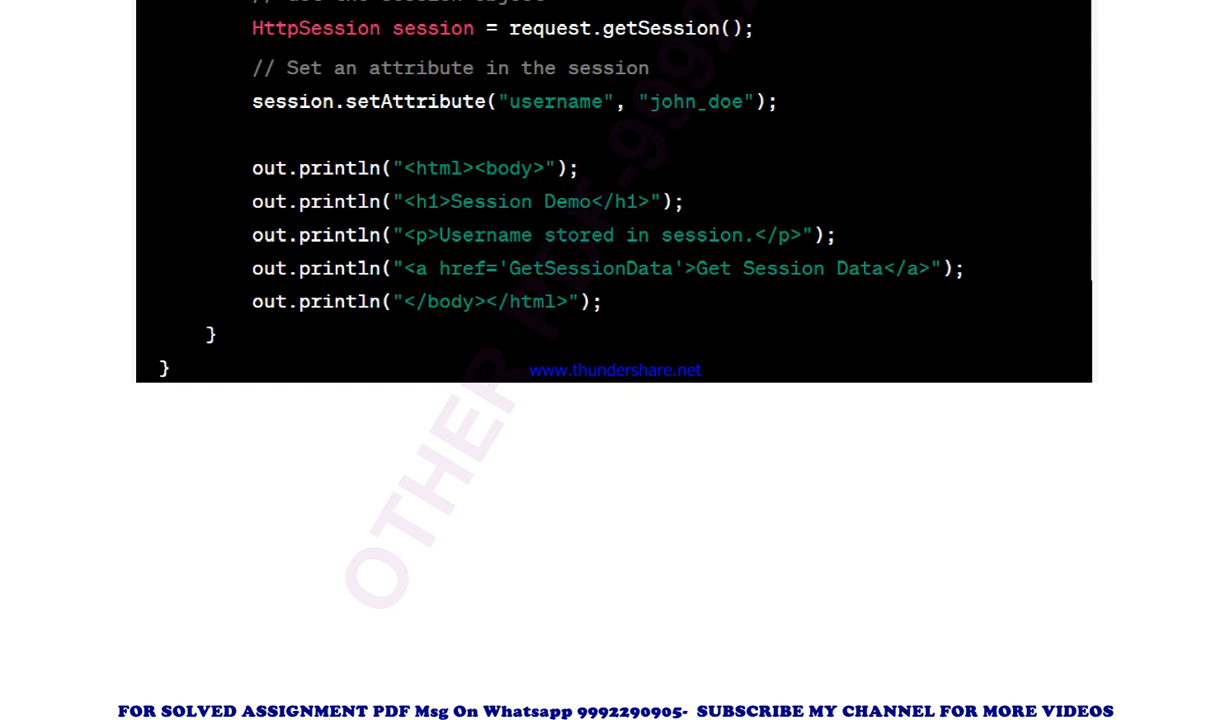 HttpSession session = request.getSession();
// Set an attribute in the session
session.setAttribute("username", "john_doe");
out.println("<html><body>");
out.println("<h1>Session Demo</h1>");
out.println("<p>Username stored in session.</p>");
out.println("<a href='GetSessionData'>Get Session Data</a>");
out.println("</body></html>");
}
}
www.thundershare.net
OTHER PDF-9992
FOR SOLVED ASSIGNMENT PDF Msg On Whatsapp 9992290905- SUBSCRIBE MY CHANNEL FOR MORE VIDEOS